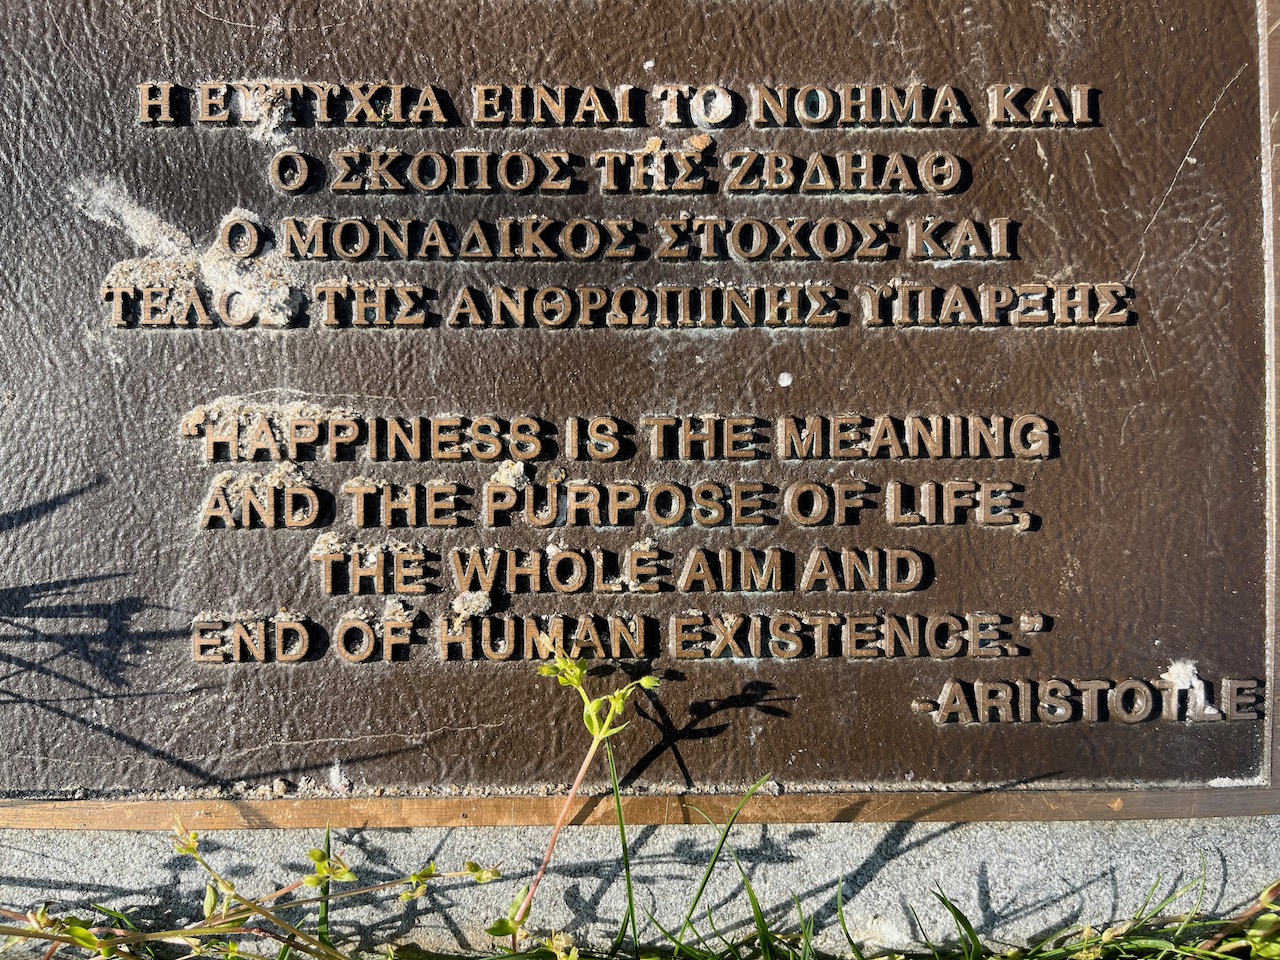 Η ΕΥΤΥΧΙΑ ΕΙΝΑΙ ΤΟ ΝΟΗΜΑ ΚΑΙ
Ο ΣΚΟΠΟΣ ΤΗΣ ΖΒΔΗΑΘ
Ο ΜΟΝΑΔΙΚΟΣ ΣΤΟΧΟΣ ΚΑΙ
ΤΕΛΟΣ ΤΗΣ ΑΝΘΡΩΠΙΝΗΣ ΥΠΑΡΞΗΣ
"HAPPINESS IS THE MEANING
AND THE PURPOSE OF LIFE,
THE WHOLE AIM AND
END OF HUMAN EXISTENCE."
-ARISTOTLE